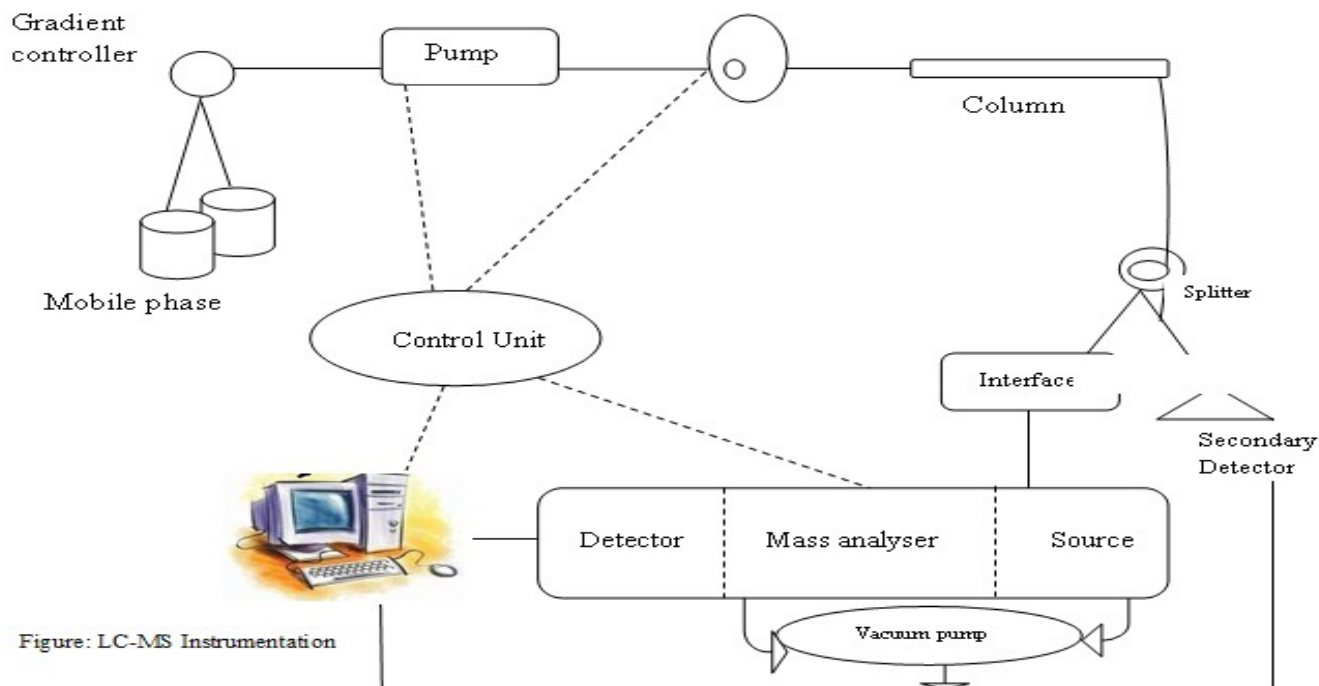 Gradient
controller
Pump
Column
Mobile phase
Splitter
Control Unit
Interface
Secondary
Detector
Detector
Mass analyser
Source
Vacuum pump
Figure: LC-MS Instrumentation